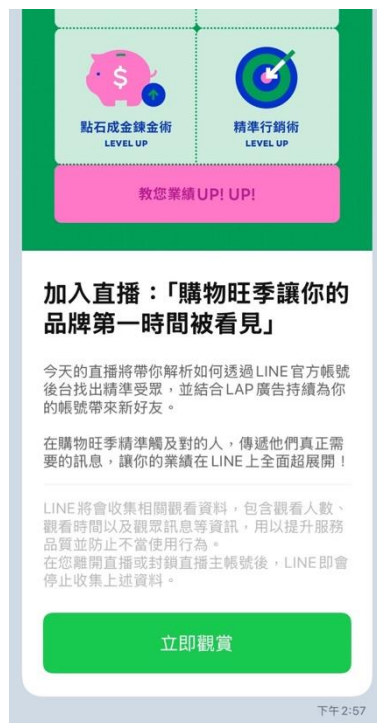 $
點石成金鍊金術
LEVEL UP
精準行銷術
LEVEL UP
教您業績UP! UP!
加入直播：「購物旺季讓你的
品牌第一時間被看見」
今天的直播將帶你解析如何透過LINE官方帳號
後台找出精準受眾，並結合LAP廣告持續為你
的帳號帶來新好友。
在購物旺季精準觸及對的人，傳遞他們真正需
要的訊息，讓你的業績在LINE上全面超展開！
LINE將會收集相關觀看資料，包含觀看人數、
觀看時間以及觀眾訊息等資訊，用以提升服務
品質並防止不當使用行為。
在您離開直播或封鎖直播主帳號後，LINE即會
停止收集上述資料。
立即觀賞
下午2:57